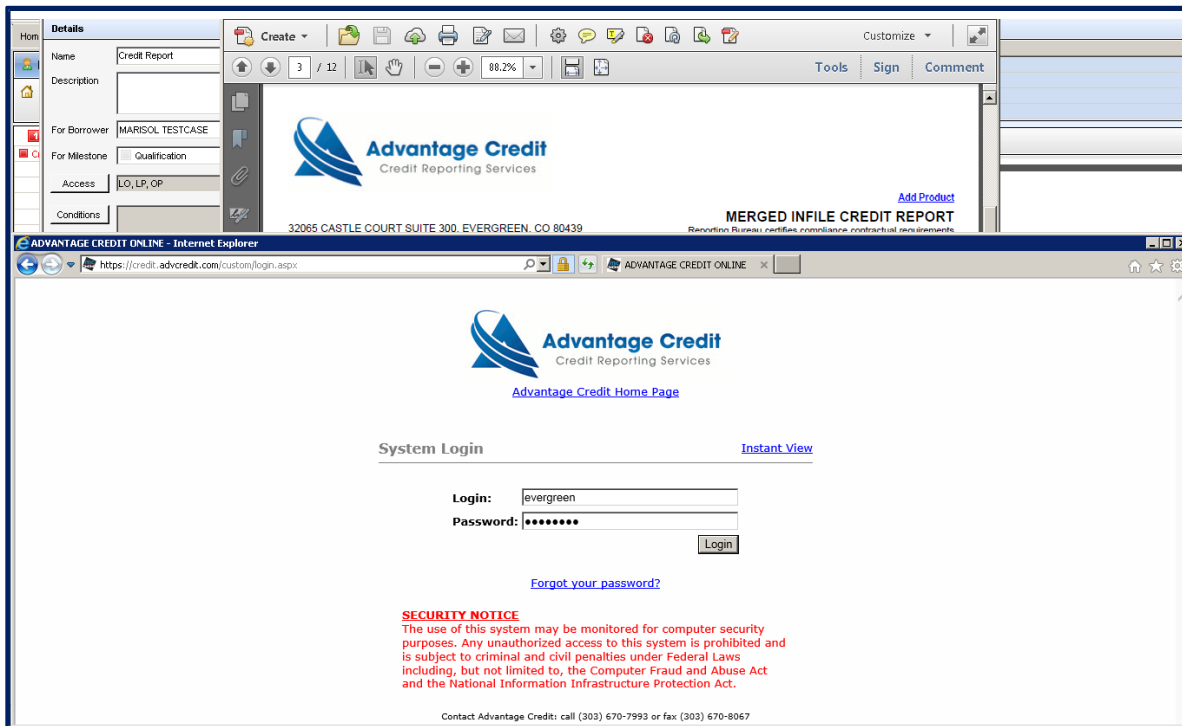 Details
Hom
Name
Credit Report
Description
For Borrower
MARISOL TESTCASE
For Milestone
Qualification
Access
LO, LP, OP
Conditions
Create
Customize
3 / 12
88.2%
Tools
Sign
Comment
Advantage Credit
Credit Reporting Services
Add Product
MERGED INFILE CREDIT REPORT
32065 CASTLE COURT SUITE 300, EVERGREEN, CO 80439
Reporting Bureau certifies compliance contractual requirements
ADVANTAGE CREDIT ONLINE - Internet Explorer
https://credit.advcredit.com/custom/login.aspx
ADVANTAGE CREDIT ONLINE
Advantage Credit
Credit Reporting Services
Advantage Credit Home Page
System Login
Instant View
Login:
evergreen
Password:
••••••••
Login
Forgot your password?
SECURITY NOTICE
The use of this system may be monitored for computer security
purposes. Any unauthorized access to this system is prohibited and
is subject to criminal and civil penalties under Federal Laws
including, but not limited to, the Computer Fraud and Abuse Act
and the National Information Infrastructure Protection Act.
Contact Advantage Credit: call (303) 670-7993 or fax (303) 670-8067